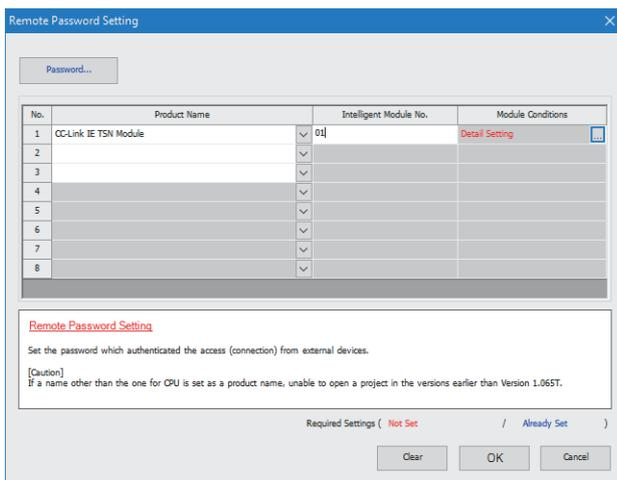 Remote Password Setting
Password...
No. Product Name Intelligent Module No. Module Conditions
1 CC-Link IE TSN Module 01 Detail Setting ...
2
3
4
5
6
7
8
Remote Password Setting
Set the password which authenticated the access (connection) from external devices.
[Caution]
If a name other than the one for CPU is set as a product name, unable to open a project in the versions earlier than Version 1.065T.
Required Settings ( Not Set / Already Set )
Clear OK Cancel